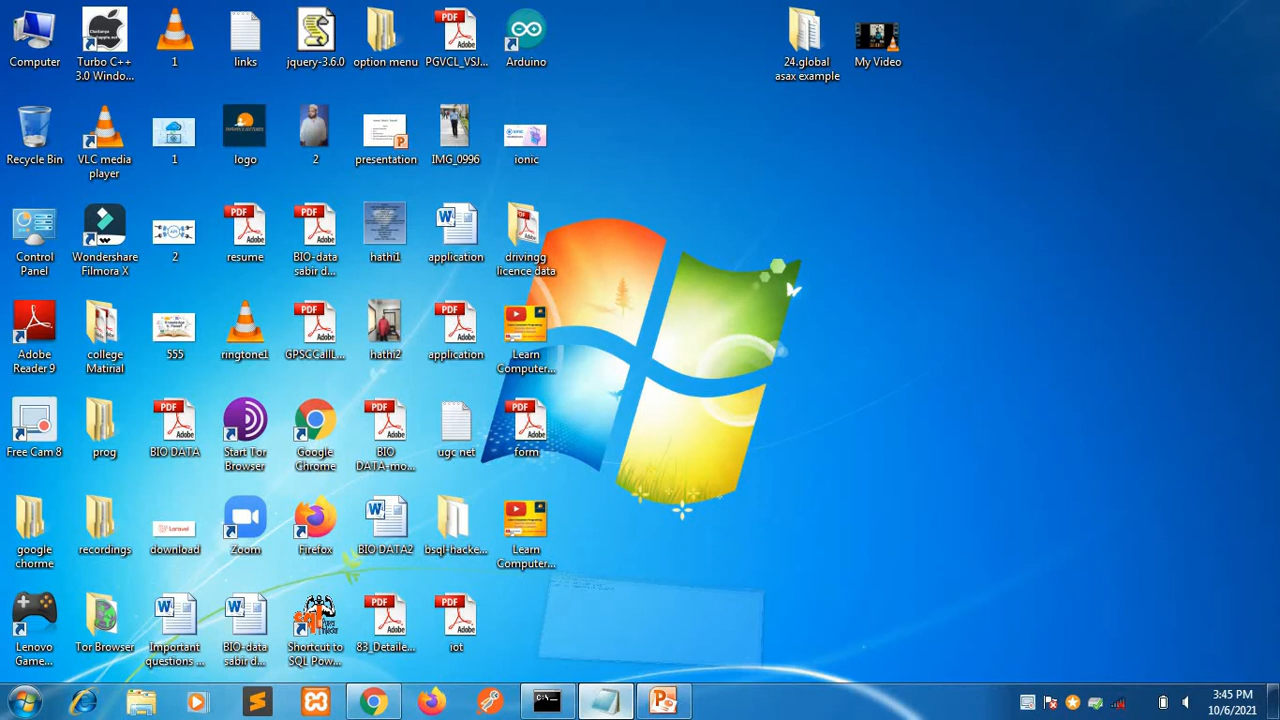 Computer
Turbo C++
3.0 Windo...
1
links
jquery-3.6.0
option menu
PGVCL_VSJ...
Arduino
24.global
asax example
My Video
Recycle Bin
VLC media
player
1
logo
2
presentation
IMG_0996
ionic
Control
Panel
Wondershare
Filmora X
2
resume
BIO-data
sabir d...
hathi1
application
drivingg
licence data
Adobe
Reader 9
college
Matirial
555
ringtone1
GPSCCallL...
hathi2
application
Learn
Computer...
Free Cam 8
prog
BIO DATA
Start Tor
Browser
Google
Chrome
BIO
DATA-mo...
ugc net
form
google
chorme
recordings
download
Zoom
Firefox
BIO DATA2
bsql-hacke...
Learn
Computer...
Lenovo
Game...
Tor Browser
Important
questions ...
BIO-data
sabir d...
Shortcut to
SQL Pow...
83_Detaile...
iot
3:45 PM
10/6/2021